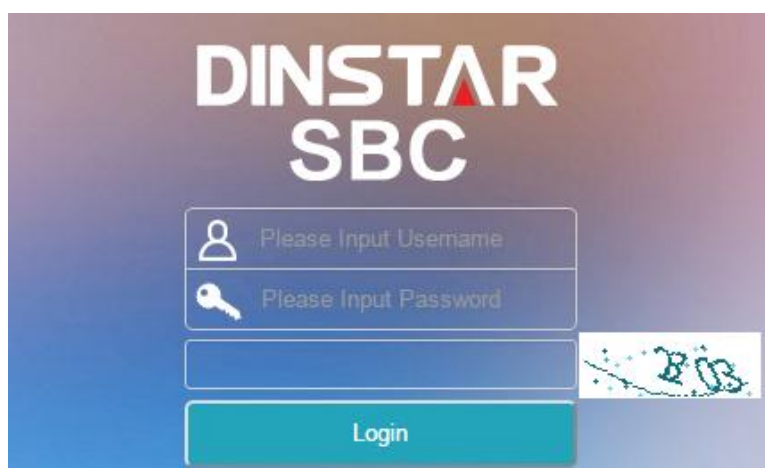 DINSTAR
SBC
Please Input Username
Please Input Password
Login